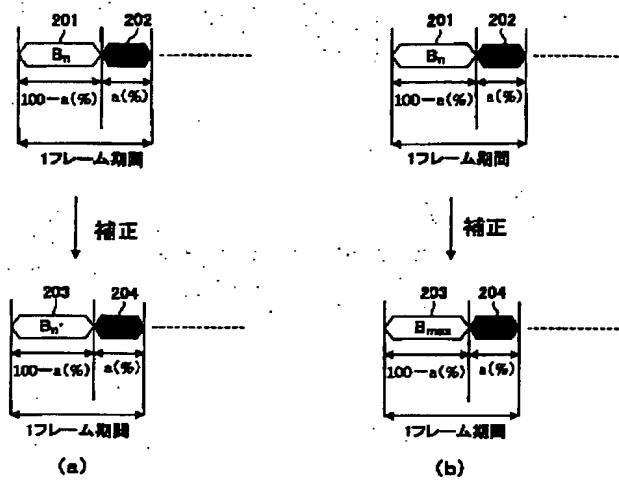 201 202 201 202
Bn Bn
100-a(%) a(%) 100-a(%) a(%)
1フレーム期間 1フレーム期間
補正 補正
203 204 203 204
Bn' Bmax
100-a(%) a(%) 100-a(%) a(%)
1フレーム期間 1フレーム期間
(a) (b)